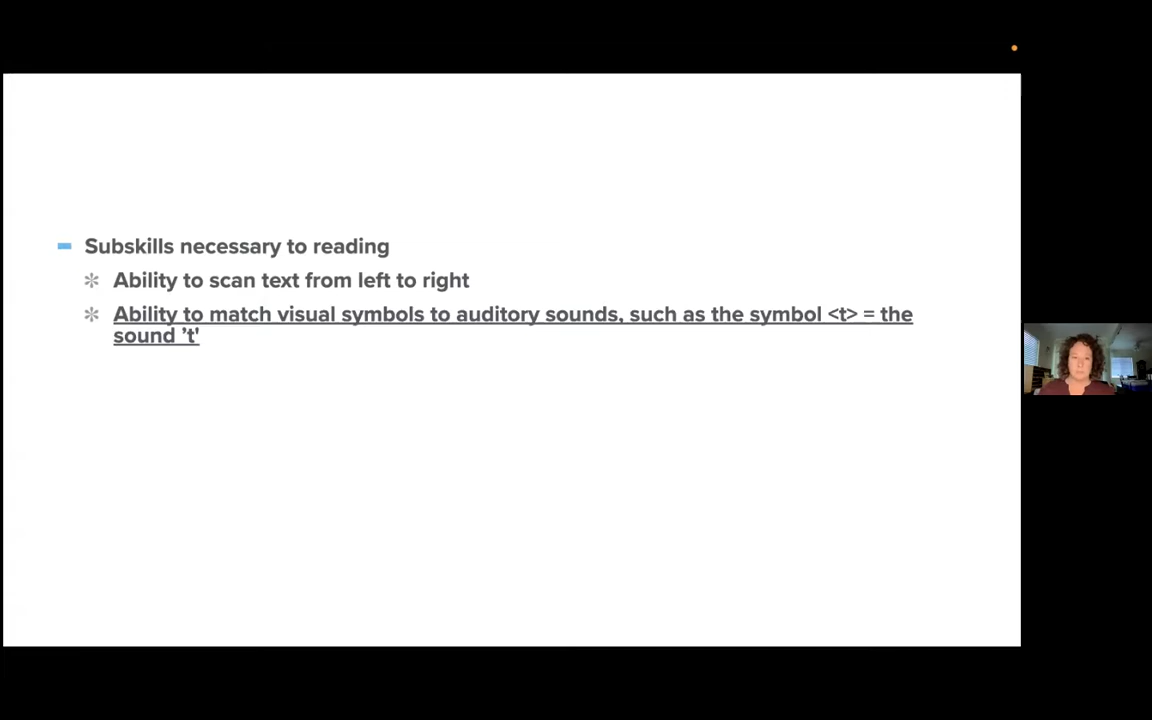 Subskills necessary to reading
Ability to scan text from left to right
Ability to match visual symbols to auditory sounds, such as the symbol <t> = the
sound ’t'